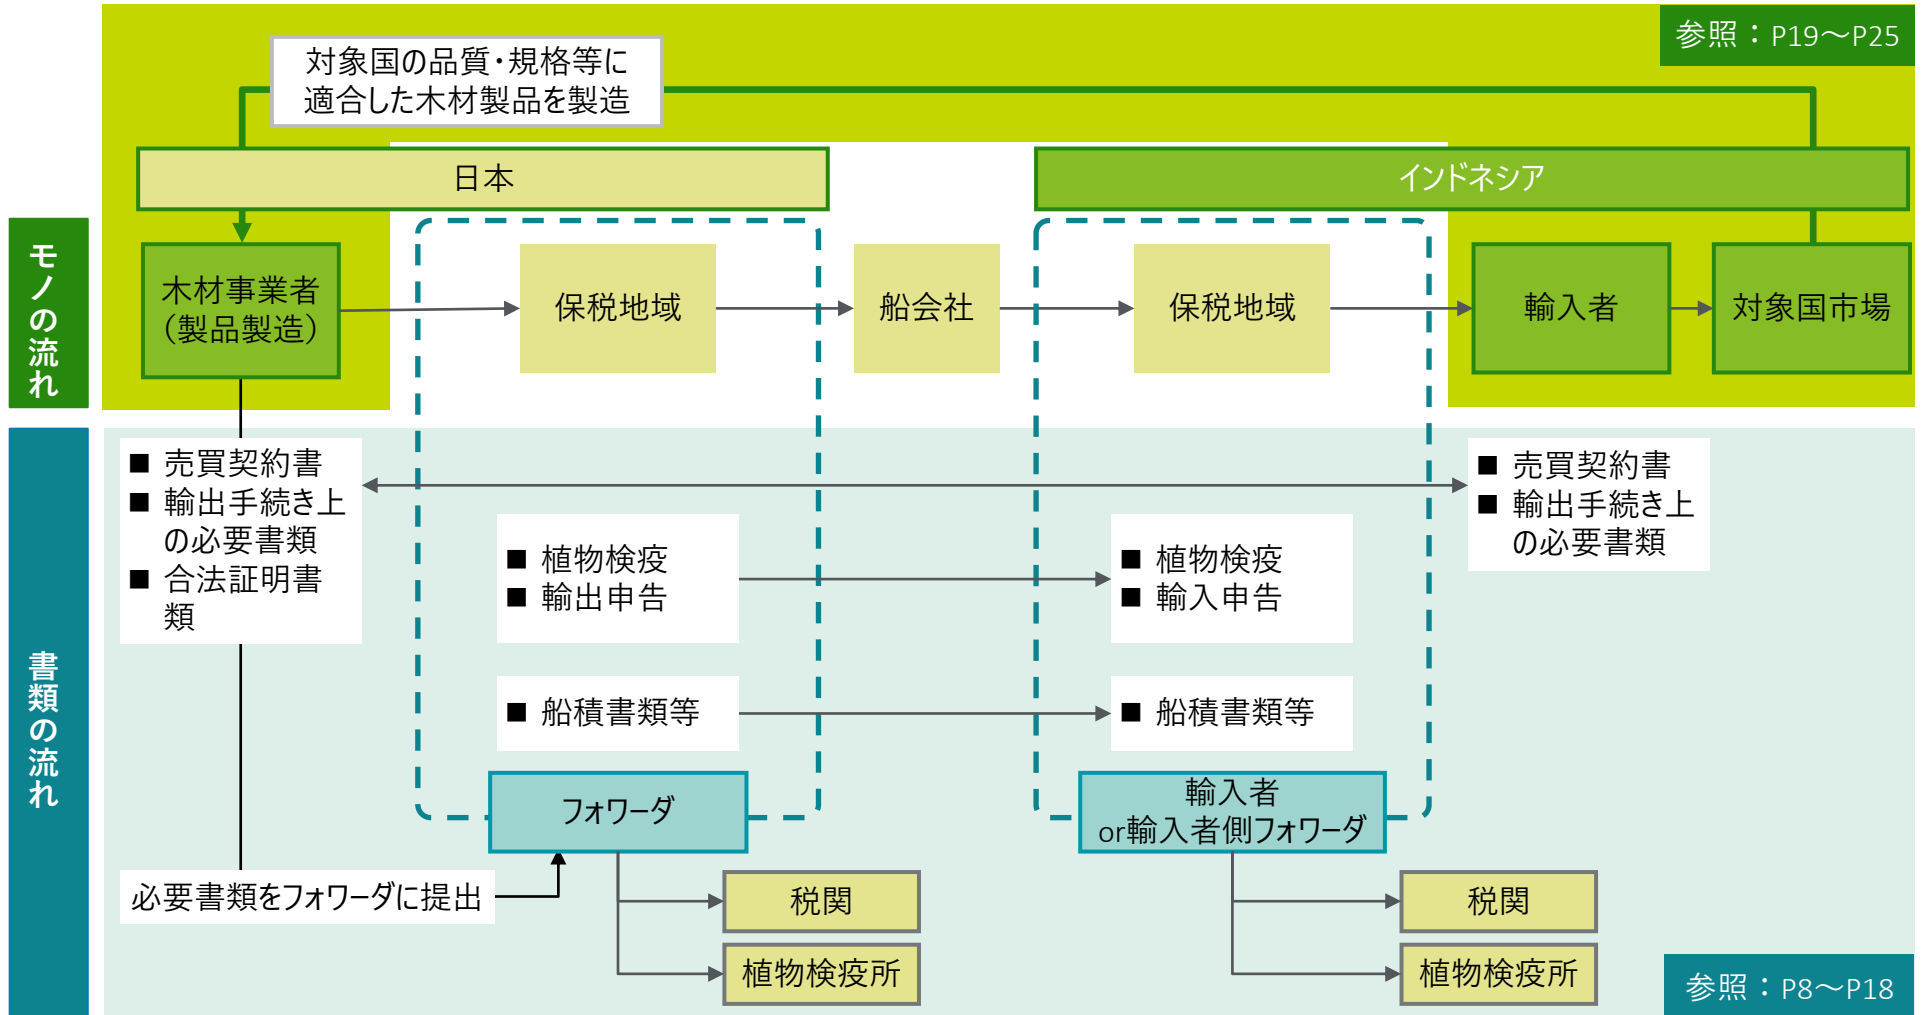 参照：P19～P25
対象国の品質・規格等に
適合した木材製品を製造
日本
インドネシア
モノの流れ
木材事業者
（製品製造）
保税地域
船会社
保税地域
輸入者
対象国市場
書類の流れ
■ 売買契約書
■ 輸出手続き上
の必要書類
■ 合法証明書
類
■ 売買契約書
■ 輸出手続き上
の必要書類
■ 植物検疫
■ 輸出申告
■ 植物検疫
■ 輸入申告
■ 船積書類等
■ 船積書類等
フォワーダ
輸入者
or輸入者側フォワーダ
必要書類をフォワーダに提出
税関
植物検疫所
税関
植物検疫所
参照：P8～P18